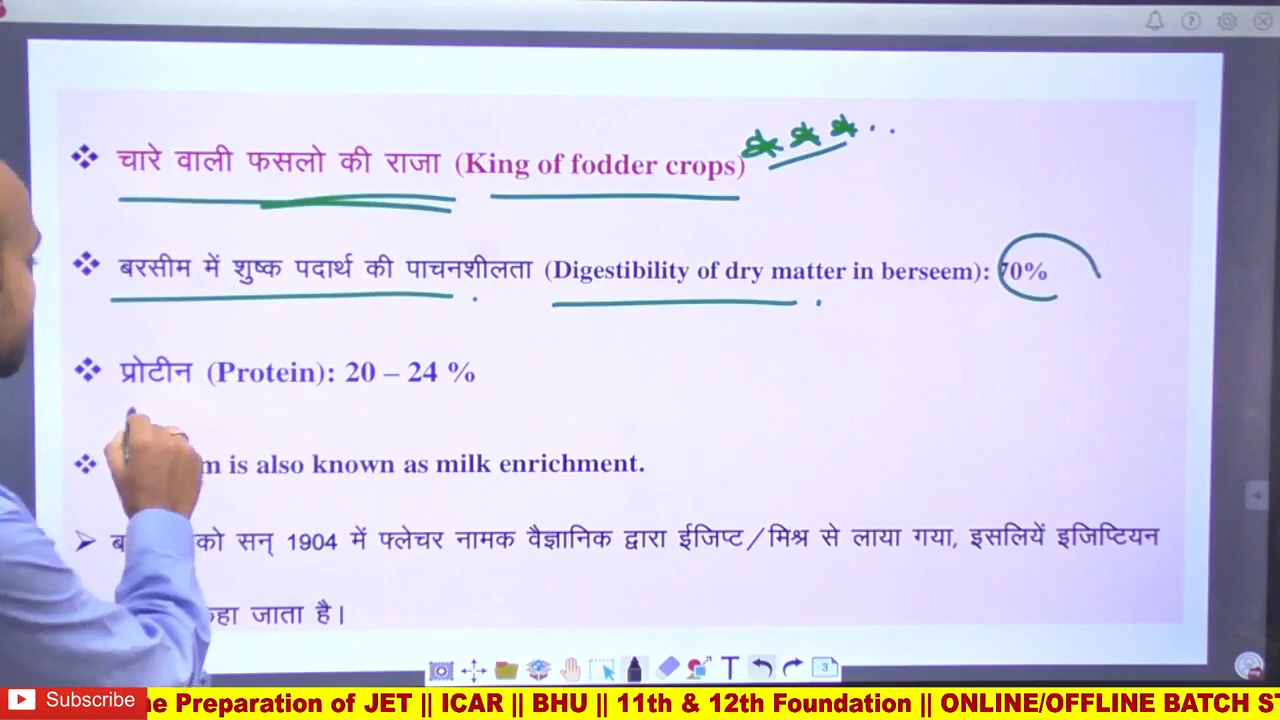 चारे वाली फसलो की राजा (King of fodder crops)
बरसीम में शुष्क पदार्थ की पाचनशीलता (Digestibility of dry matter in berseem): 70%
प्रोटीन (Protein): 20 – 24 %
is also known as milk enrichment.
को सन् 1904 में फ्लेचर नामक वैज्ञानिक द्वारा ईजिप्ट/मिश्र से लाया गया, इसलियें इजिप्टियन
जाता है।
3
Subscribe
Preparation of JET || ICAR || BHU || 11th & 12th Foundation || ONLINE/OFFLINE BATCH